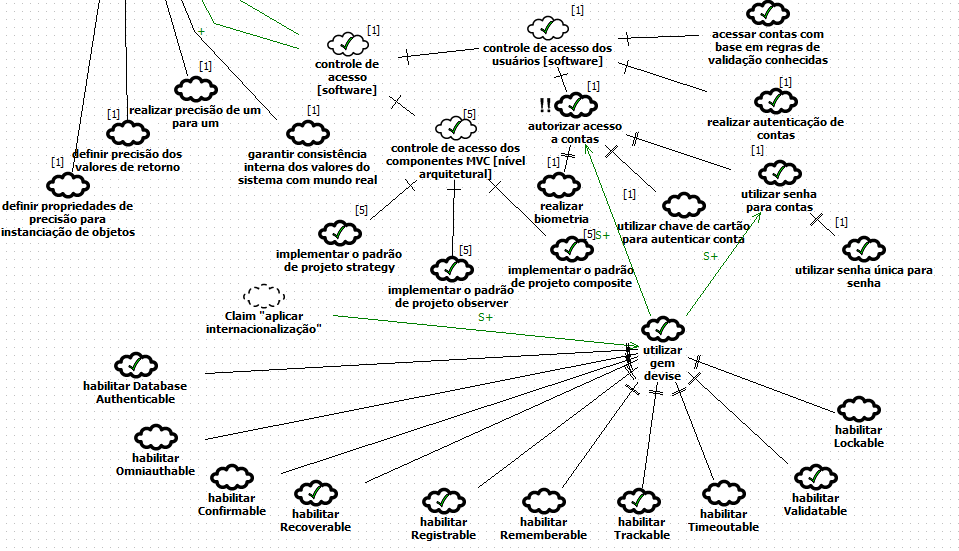 +
[1]
controle de
acesso
[software]
[1]
controle de acesso dos
usuários [software]
acessar contas com
base em regras de
validação conhecidas
[1]
realizar autenticação de
contas
[1]
realizar precisão de um
para um
[1]
definir precisão dos
valores de retorno
[1]
definir propriedades de
precisão para
instanciação de objetos
[1]
garantir consistência
interna dos valores do
sistema com mundo real
[5]
controle de acesso dos
componentes MVC [nível
arquitetural]
!!
[1]
autorizar acesso
a contas
[1]
realizar
biometria
[1]
utilizar chave de cartão
para autenticar conta
[1]
utilizar senha
para contas
[1]
utilizar senha única para
senha
[5]
implementar o padrão
de projeto strategy
[5]
implementar o padrão
de projeto observer
[5]
implementar o padrão
de projeto composite
S+
S+
S+
Claim "aplicar
internacionalização"
utilizar
gem
devise
habilitar Database
Authenticable
habilitar
Omniauthable
habilitar
Confirmable
habilitar
Recoverable
habilitar
Registrable
habilitar
Rememberable
habilitar
Trackable
habilitar
Timeoutable
habilitar
Validatable
habilitar
Lockable